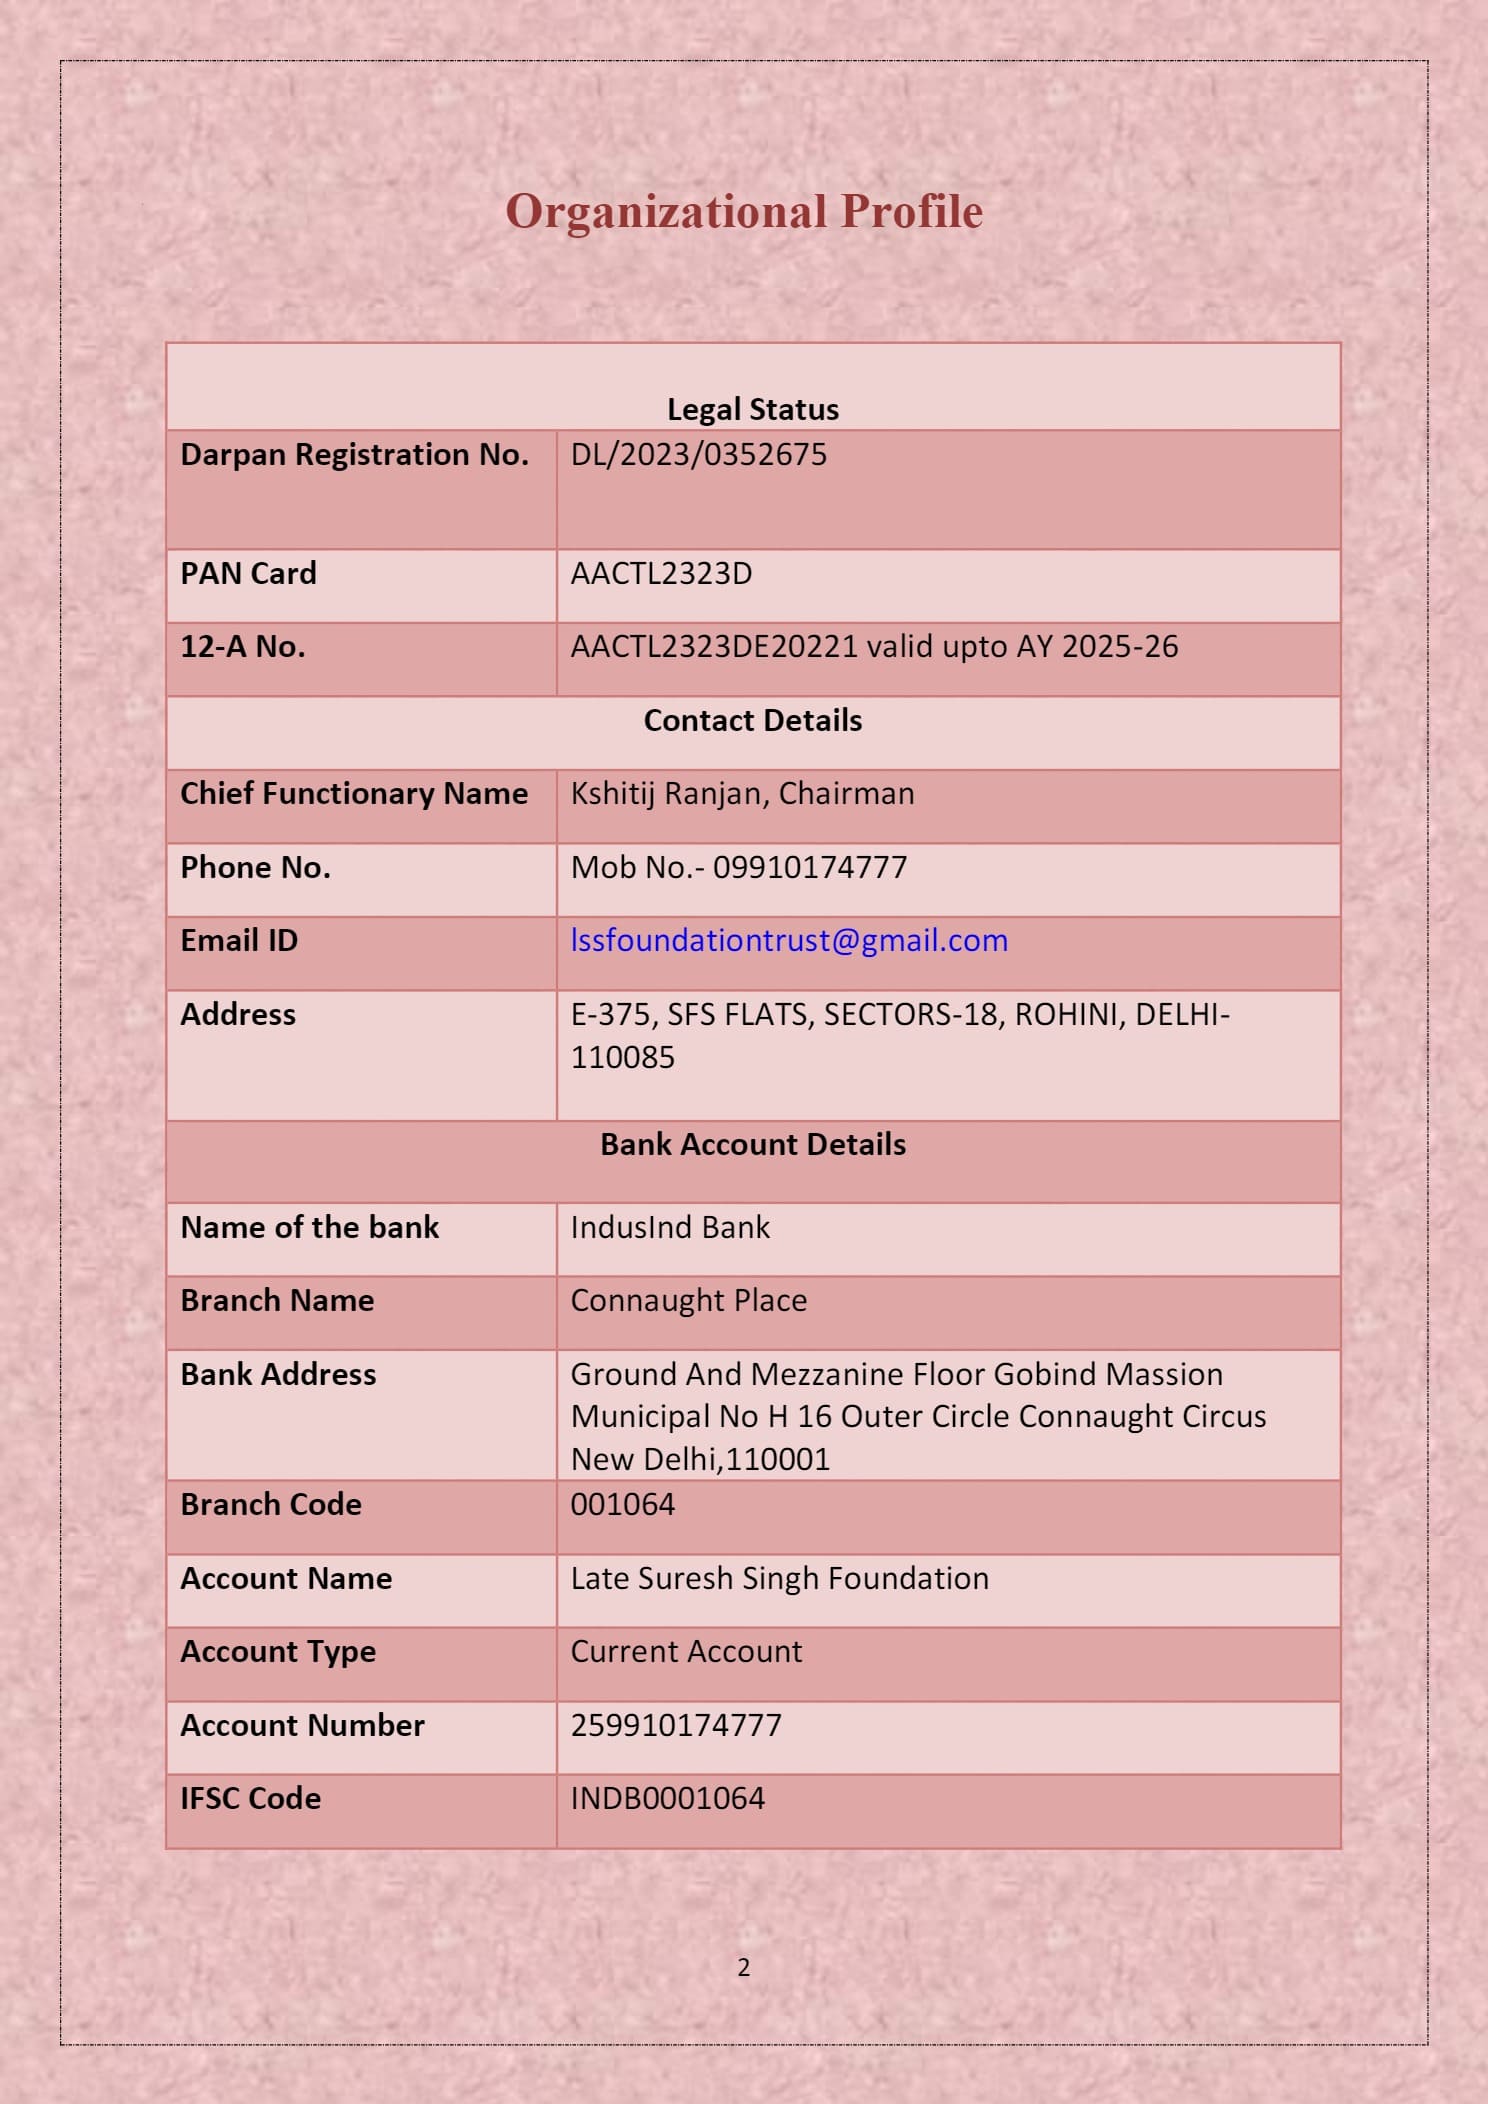 Organizational Profile
Legal Status
Darpan Registration No. DL/2023/0352675
PAN Card AACTL2323D
12-A No. AACTL2323DE20221 valid upto AY 2025-26
Contact Details
Chief Functionary Name Kshitij Ranjan, Chairman
Phone No. Mob No.- 09910174777
Email ID lssfoundationtrust@gmail.com
Address E-375, SFS FLATS, SECTORS-18, ROHINI, DELHI-
110085
Bank Account Details
Name of the bank IndusInd Bank
Branch Name Connaught Place
Bank Address Ground And Mezzanine Floor Gobind Massion
Municipal No H 16 Outer Circle Connaught Circus
New Delhi,110001
Branch Code 001064
Account Name Late Suresh Singh Foundation
Account Type Current Account
Account Number 259910174777
IFSC Code INDB0001064
2